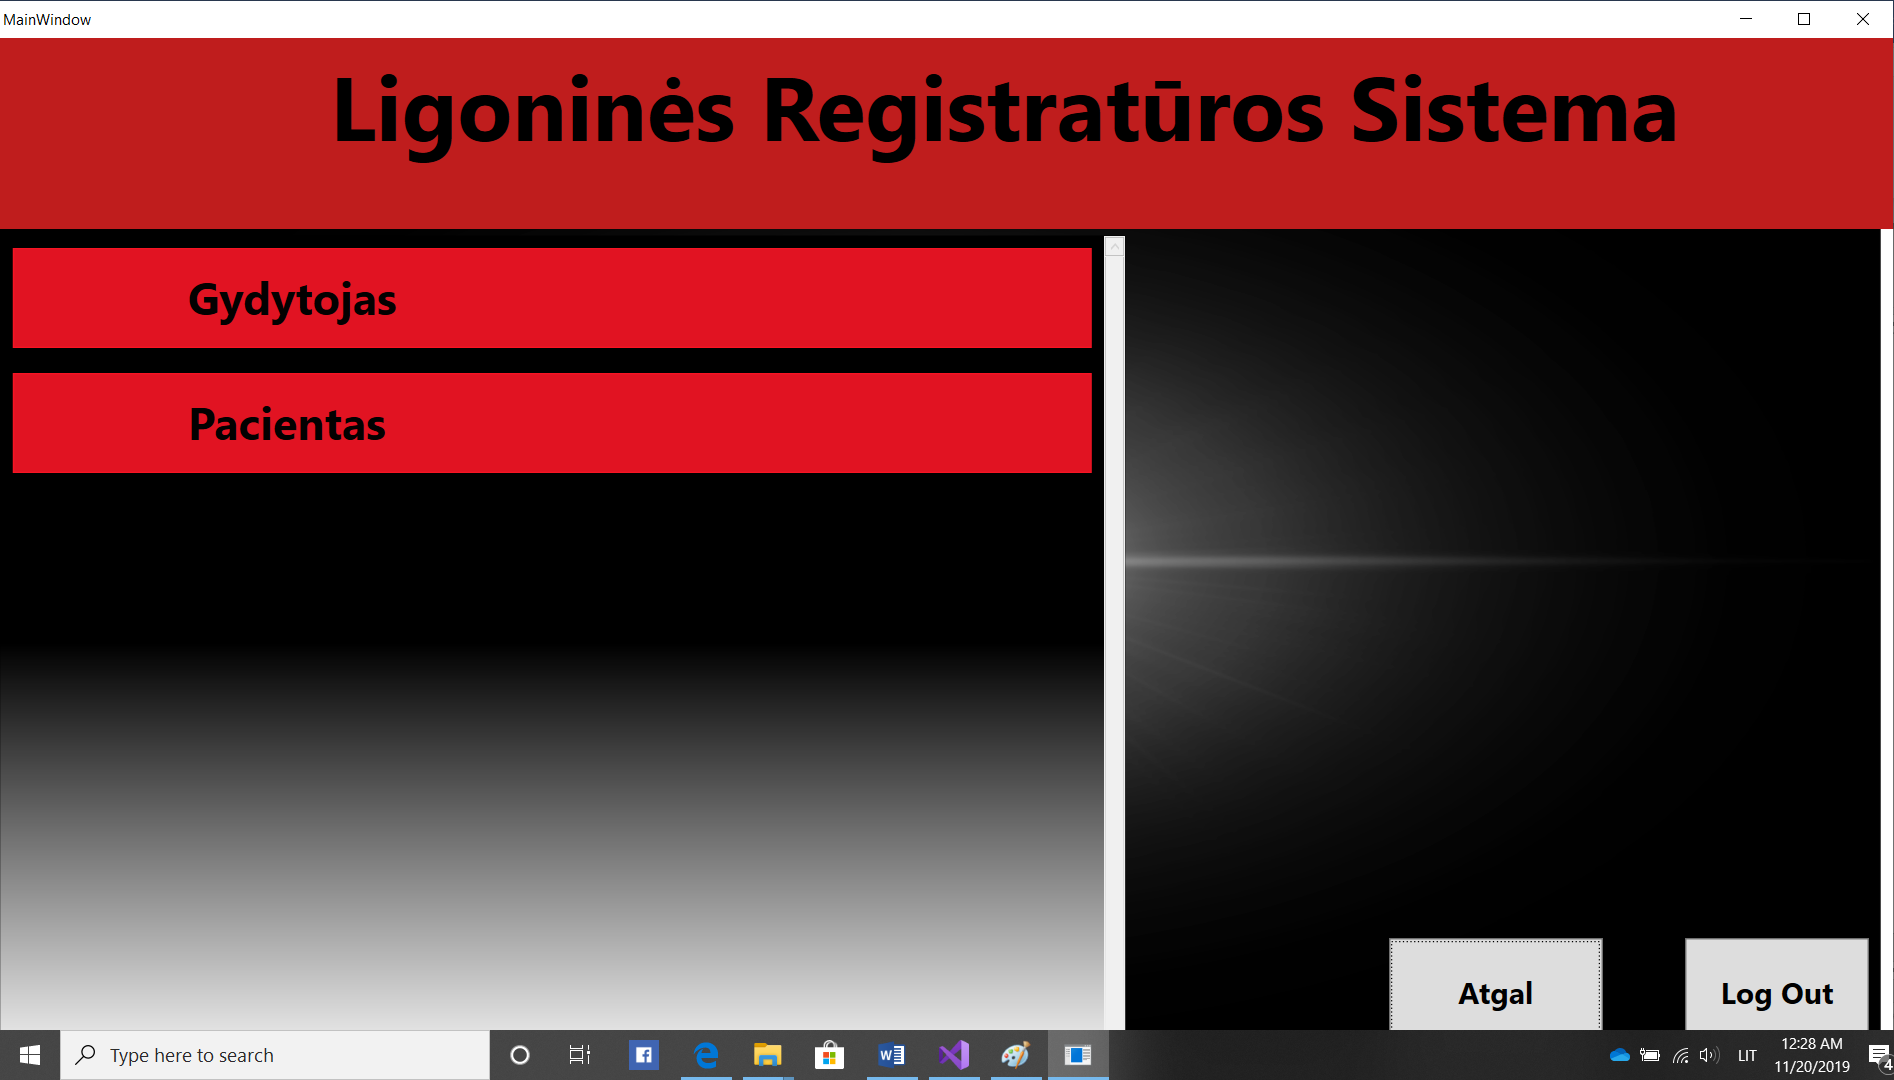 MainWindow
Ligoninės Registratūros Sistema
Gydytojas
Pacientas
Atgal
Log Out
Type here to search
LIT
12:28 AM
11/20/2019
4